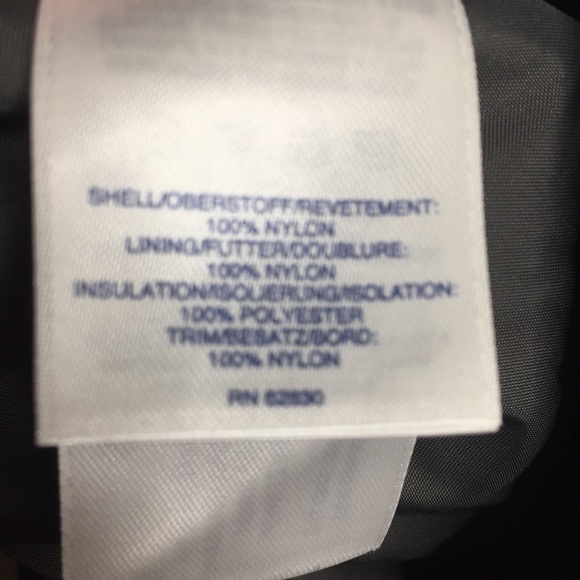 SHELL/OBERSTOFF/REVETEMENT:
100% NYLON
LINING/FUTTER/DOUBLURE:
100% NYLON
INSULATION/ISOLIERUNG/ISOLATION:
100% POLYESTER
TRIM/BESATZ/BORD:
100% NYLON
RN 62830